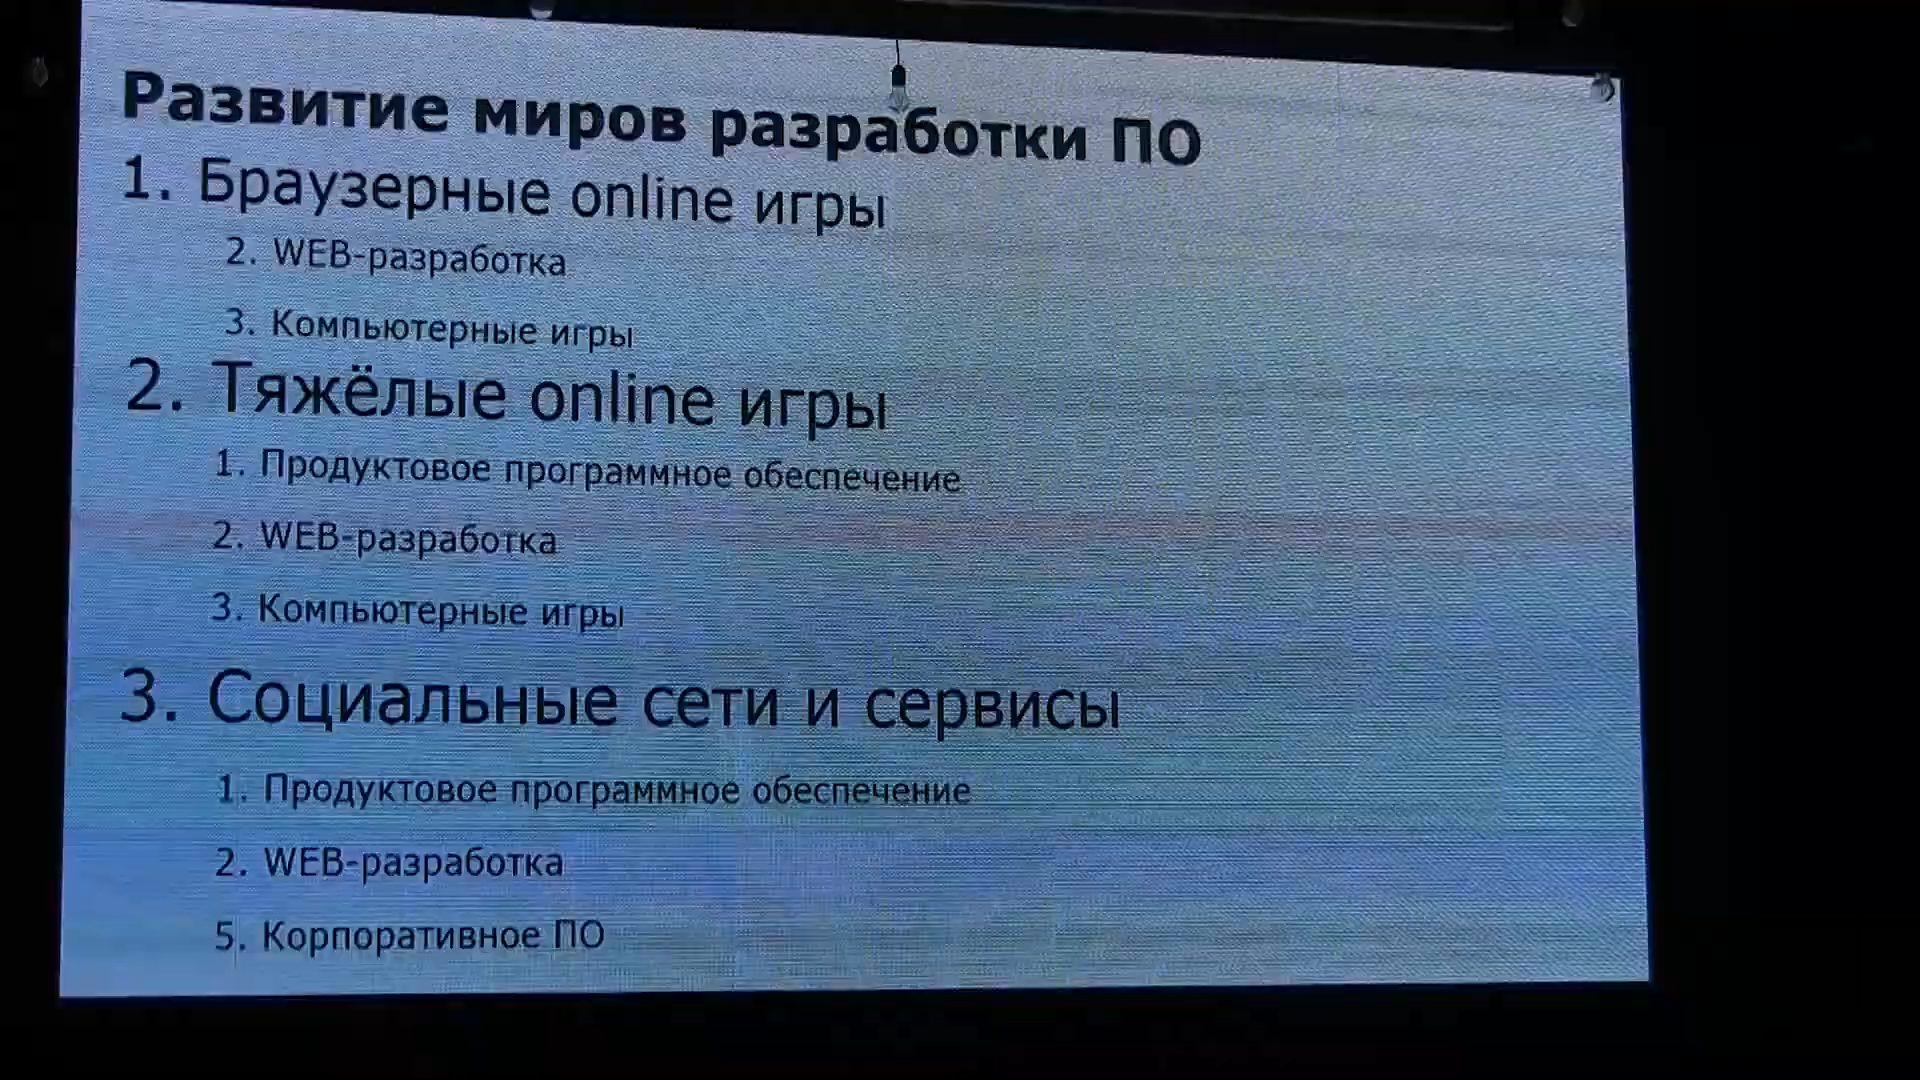 Развитие миров разработки ПО
1. Браузерные online игры
2. WEB-разработка
3. Компьютерные игры
2. Тяжёлые online игры
1. Продуктовое программное обеспечение
2. WEB-разработка
3. Компьютерные игры
3. Социальные сети и сервисы
1. Продуктовое программное обеспечение
2. WEB-разработка
5. Корпоративное ПО